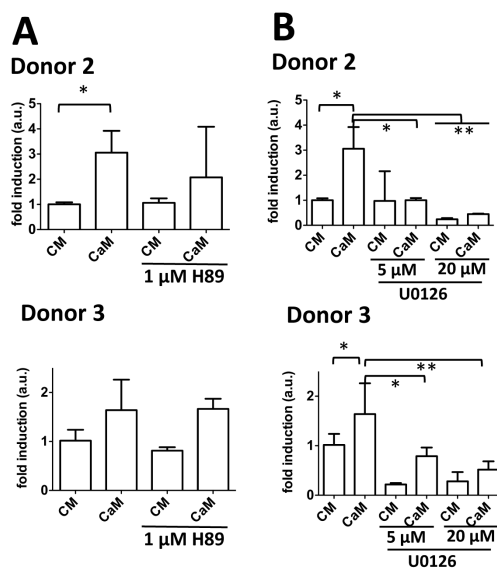 A
Donor 2
fold induction (a.u.)
5
4
3
2
1
0
*
CM
CaM
CM
CaM
1 µM H89
Donor 3
fold induction (a.u.)
2
1
0
CM
CaM
CM
CaM
1 µM H89
B
Donor 2
fold induction (a.u.)
5
4
3
2
1
0
*
*
**
CM
CaM
CM
CaM
CM
CaM
5 µM 20 µM
U0126
Donor 3
fold induction (a.u.)
2
1
0
*
**
*
CM
CaM
CM
CaM
CM
CaM
5 µM 20 µM
U0126